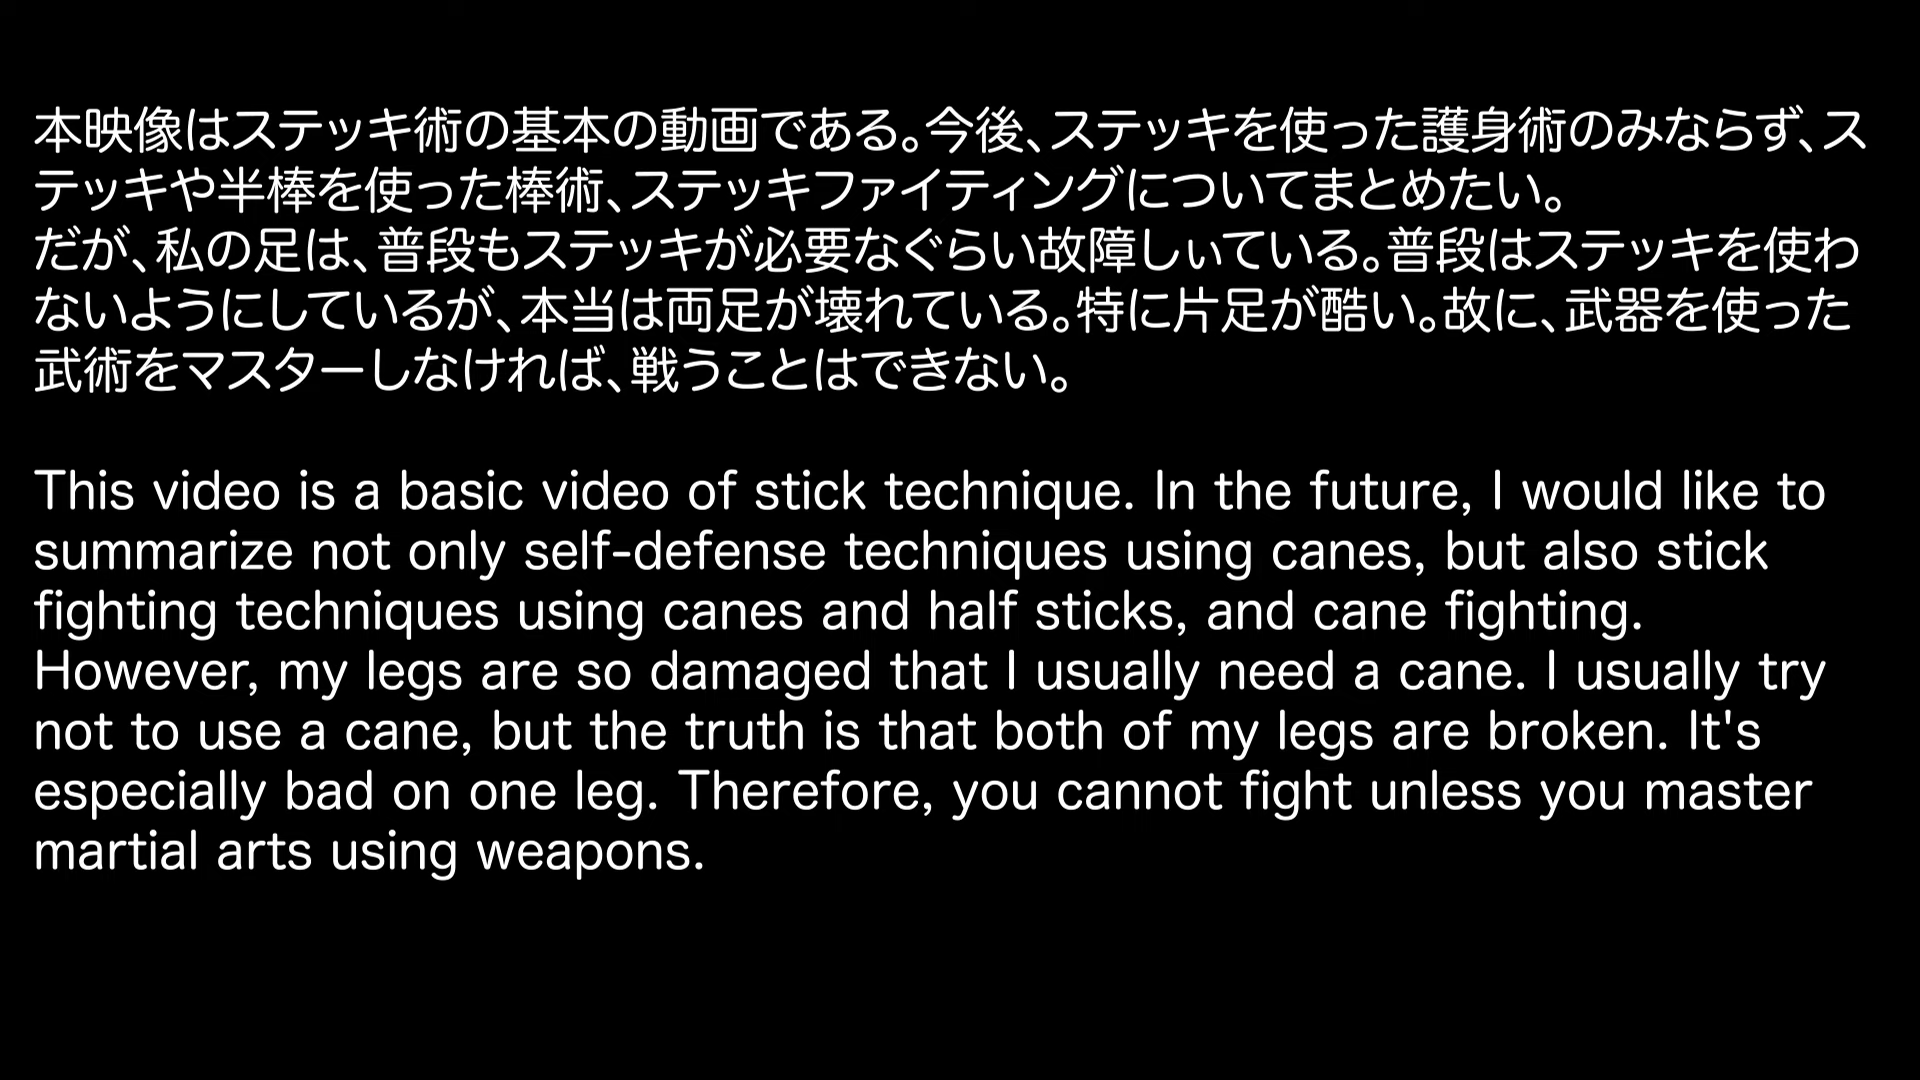 本映像はステッキ術の基本の動画である。今後、ステッキを使った護身術のみならず、ス
テッキや半棒を使った棒術、ステッキファイティングについてまとめたい。
だが、私の足は、普段もステッキが必要なぐらい故障しぃている。普段はステッキを使わ
ないようにしているが、本当は両足が壊れている。特に片足が酷い。故に、武器を使った
武術をマスターしなければ、戦うことはできない。
This video is a basic video of stick technique. In the future, I would like to
summarize not only self-defense techniques using canes, but also stick
fighting techniques using canes and half sticks, and cane fighting.
However, my legs are so damaged that I usually need a cane. I usually try
not to use a cane, but the truth is that both of my legs are broken. It's
especially bad on one leg. Therefore, you cannot fight unless you master
martial arts using weapons.